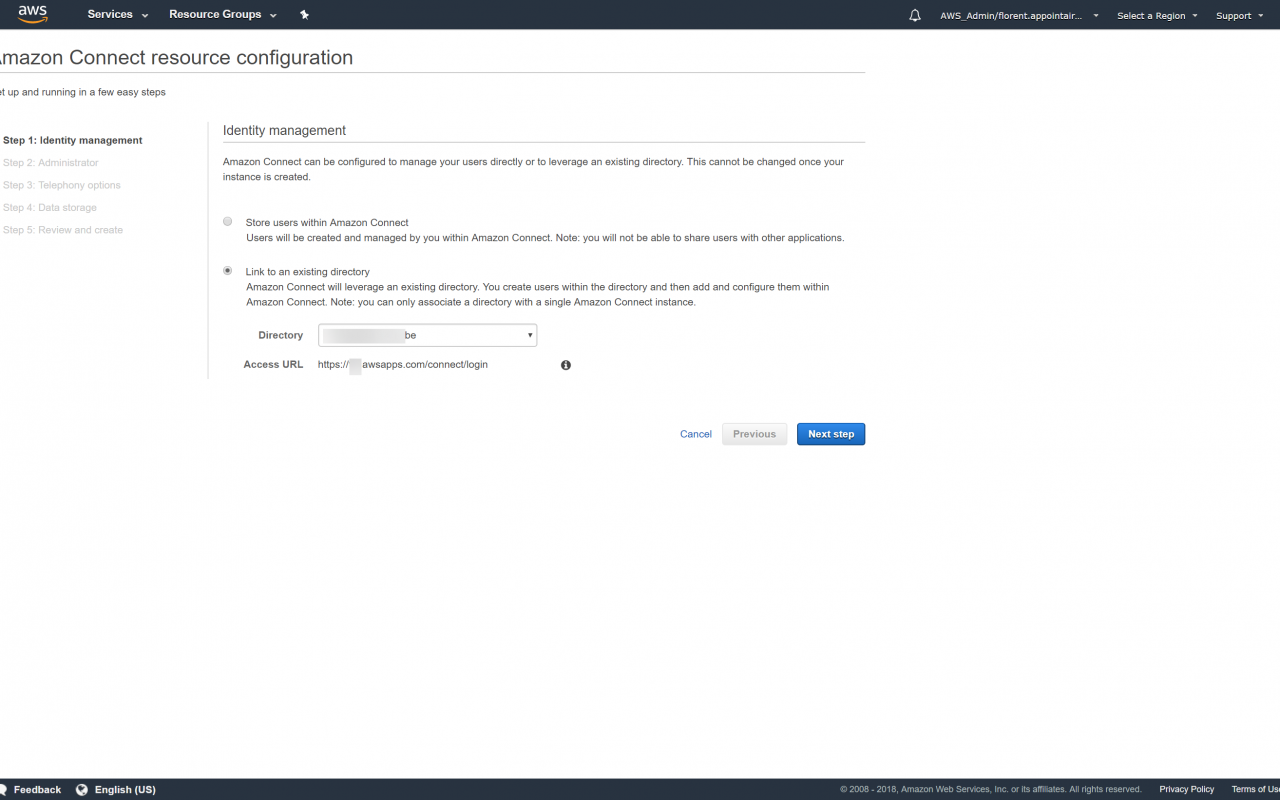 aws
Services
Resource Groups
AWS_Admin/florent.appointair...
Select a Region
Support
Amazon Connect resource configuration
et up and running in a few easy steps
Step 1: Identity management
Step 2: Administrator
Step 3: Telephony options
Step 4: Data storage
Step 5: Review and create
Identity management
Amazon Connect can be configured to manage your users directly or to leverage an existing directory. This cannot be changed once your
instance is created.
Store users within Amazon Connect
Users will be created and managed by you within Amazon Connect. Note: you will not be able to share users with other applications.
Link to an existing directory
Amazon Connect will leverage an existing directory. You create users within the directory and then add and configure them within
Amazon Connect. Note: you can only associate a directory with a single Amazon Connect instance.
Directory
be
Access URL
https:// awsapps.com/connect/login
Cancel
Previous
Next step
Feedback
English (US)
© 2008 - 2018, Amazon Web Services, Inc. or its affiliates. All rights reserved.
Privacy Policy
Terms of Us